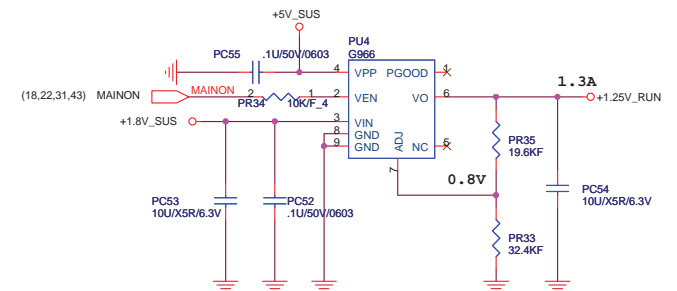 +5V_SUS
PU4
G966
PC55 .1U/50V/0603
4 VPP PGOOD 1
1.3A
(18,22,31,43) MAINON MAINON 2 1 2 VEN VO 6 +1.25V_RUN
PR34 10K/F_4
+1.8V_SUS 3 VIN
8 GND
9 GND ADJ NC 5
7
PR35
19.6KF
0.8V
PC53
10U/X5R/6.3V
PC52
.1U/50V/0603
PC54
10U/X5R/6.3V
PR33
32.4KF